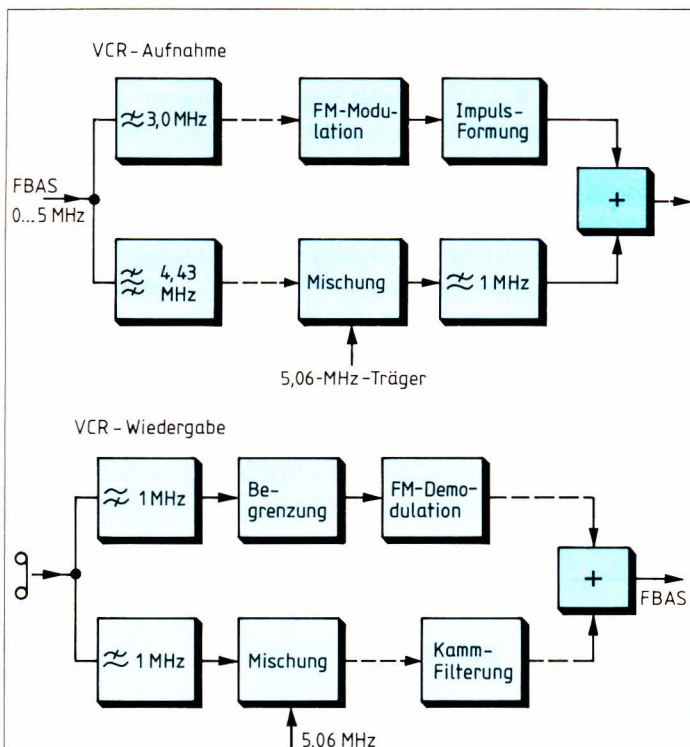 VCR-Aufnahme
3,0 MHz
FM-Modu-
lation
Impuls-
Formung
FBAS
0...5 MHz
+
4,43
MHz
Mischung
1 MHz
5,06-MHz-Träger
VCR-Wiedergabe
1 MHz
Be-
grenzung
FM-Demo-
dulation
+
FBAS
1 MHz
Mischung
Kamm-
Filterung
5,06 MHz